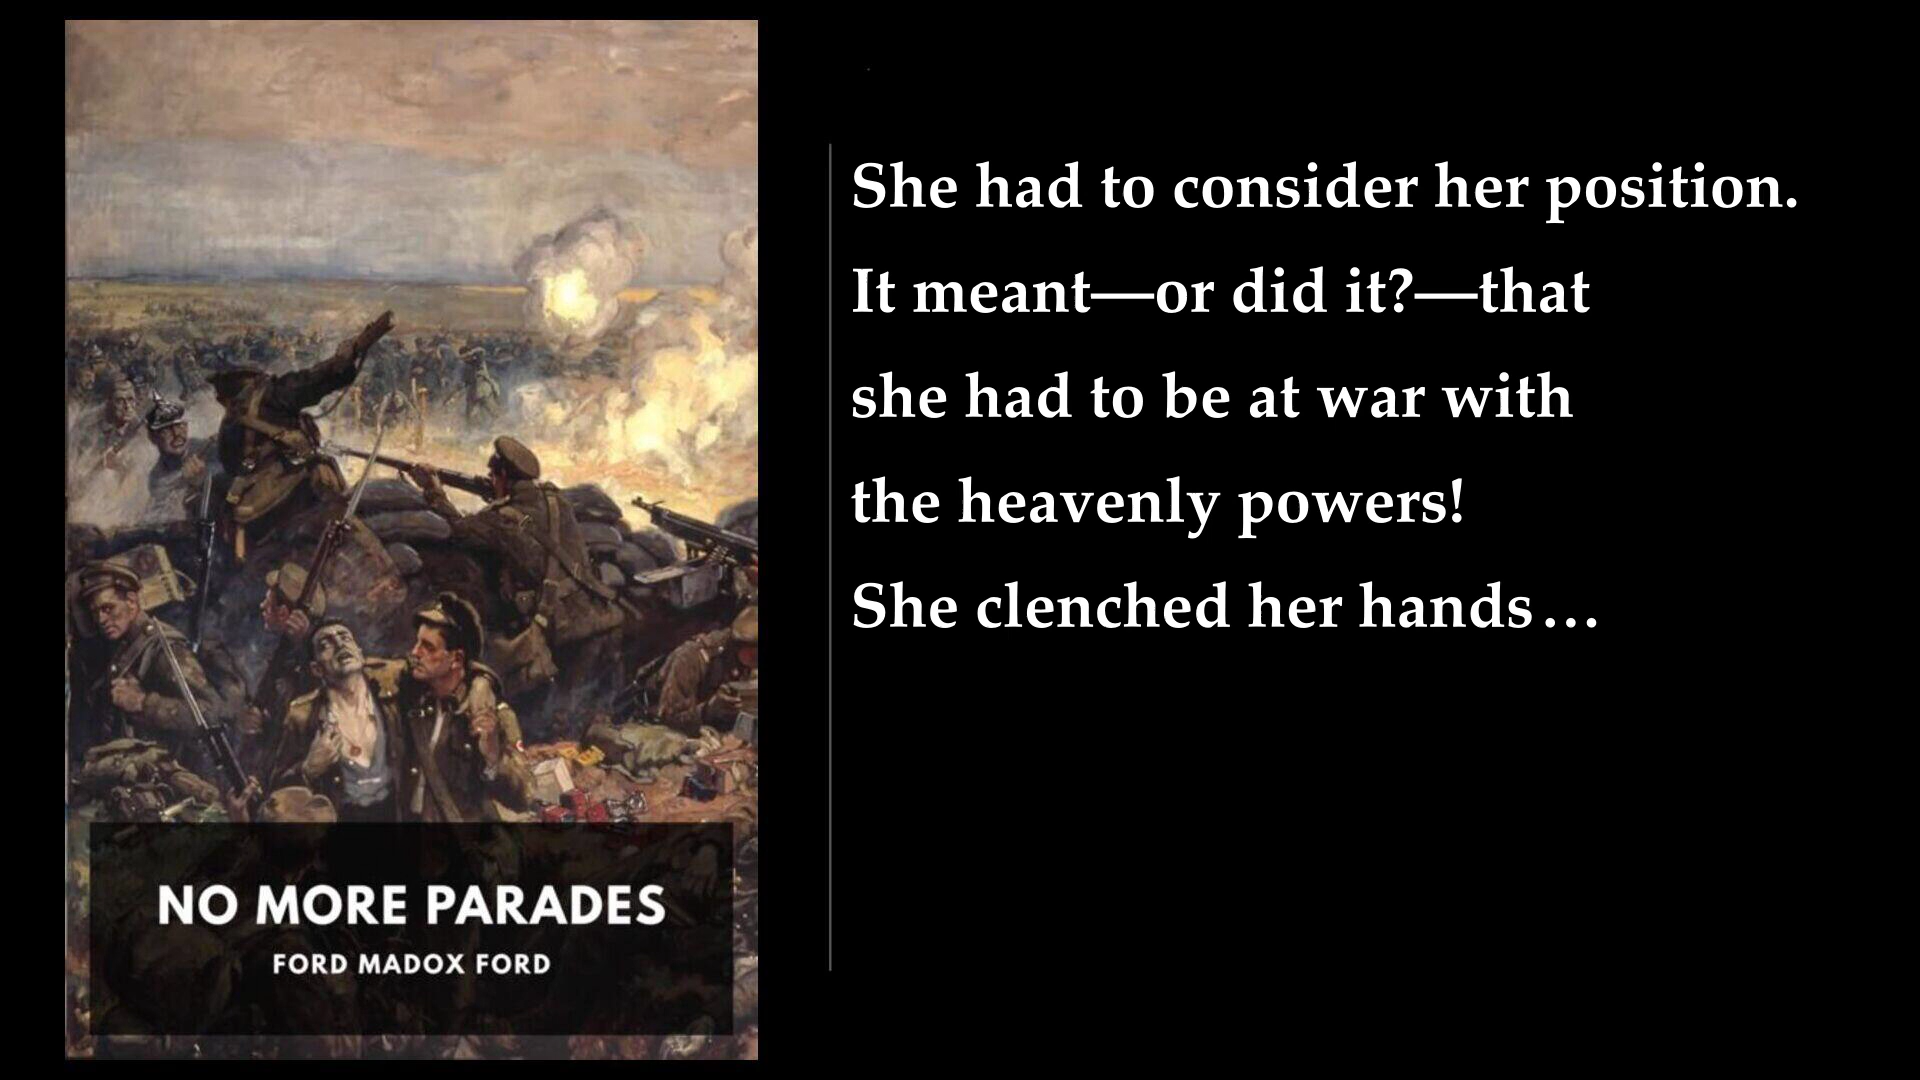 She had to consider her position.
It meant—or did it?—that
she had to be at war with
the heavenly powers!
She clenched her hands…
NO MORE PARADES
FORD MADOX FORD